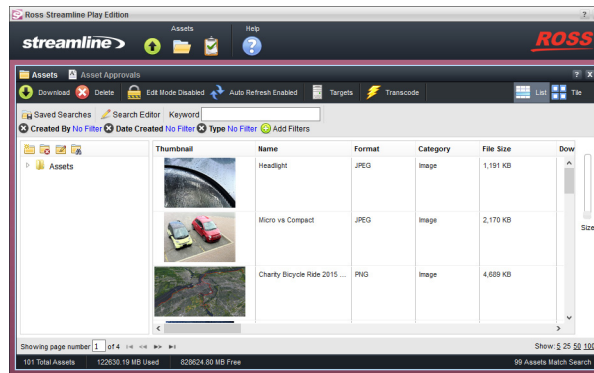 Ross Streamline Play Edition
?
streamline
Assets
Help
ROSS
Assets
Asset Approvals
? X
Download
Delete
Edit Mode Disabled
Auto Refresh Enabled
Targets
Transcode
List
Tile
Saved Searches
Search Editor
Keyword
Created By No Filter
Date Created No Filter
Type No Filter
Add Filters
Assets
Thumbnail Name Format Category File Size Dow
Headlight JPEG Image 1,191 KB
Micro vs Compact JPEG Image 2,170 KB
Charity Bicycle Ride 2015 ... PNG Image 4,689 KB
Size
Showing page number 1 of 4
Show: 5 25 50 100
101 Total Assets 122630.19 MB Used 828624.80 MB Free 99 Assets Match Search